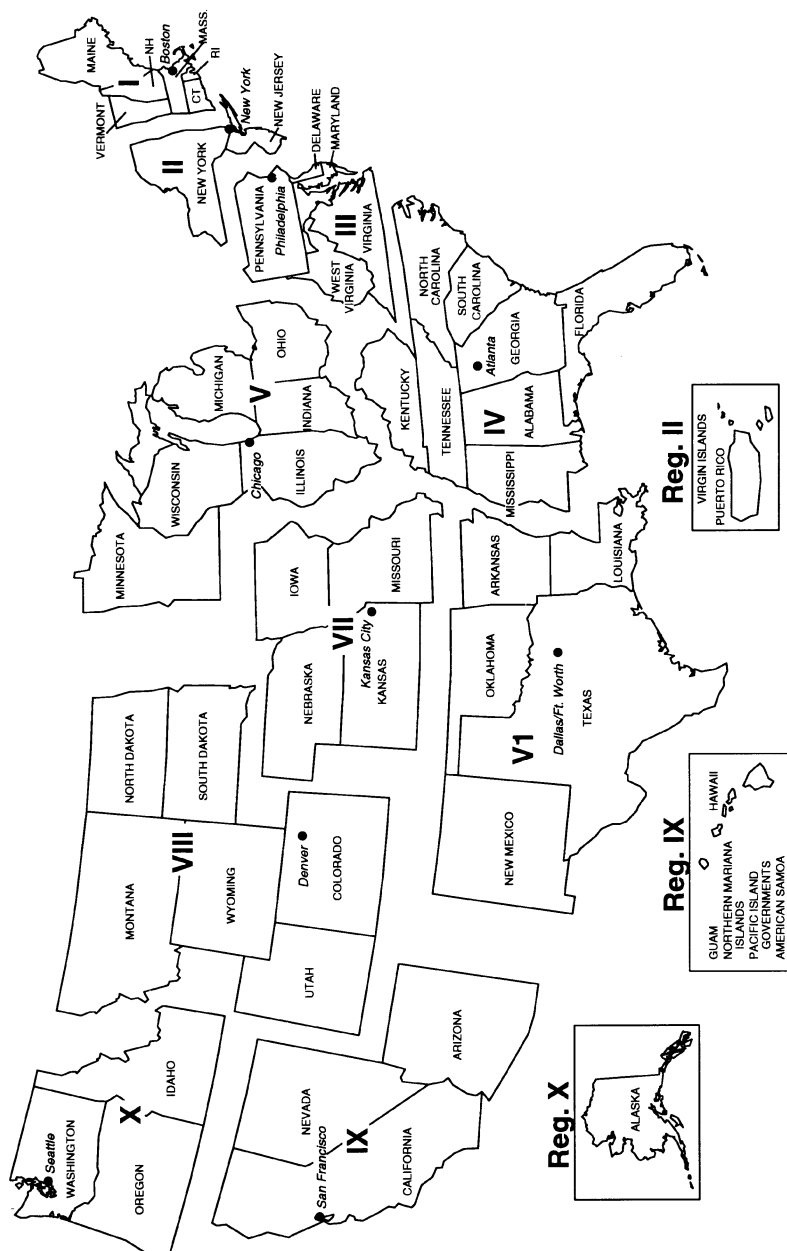 WASHINGTON
Seattle
OREGON
IDAHO
X
MONTANA
NORTH DAKOTA
SOUTH DAKOTA
VIII
WYOMING
UTAH
Denver
COLORADO
NEVADA
San Francisco
IX
CALIFORNIA
ARIZONA
MINNESOTA
WISCONSIN
MICHIGAN
V
Chicago
ILLINOIS
INDIANA
OHIO
IOWA
NEBRASKA
VII
Kansas City
KANSAS
MISSOURI
NEW MEXICO
OKLAHOMA
ARKANSAS
V1
Dallas/Ft. Worth
TEXAS
LOUISIANA
MAINE
VERMONT
I
NH
Boston
MASS.
CT
RI
II
NEW YORK
New York
NEW JERSEY
PENNSYLVANIA
Philadelphia
DELAWARE
MARYLAND
WEST
VIRGINIA
III
VIRGINIA
KENTUCKY
TENNESSEE
NORTH
CAROLINA
SOUTH
CAROLINA
IV
Atlanta
MISSISSIPPI
ALABAMA
GEORGIA
FLORIDA
Reg. X
ALASKA
Reg. IX
GUAM
NORTHERN MARIANA
ISLANDS
PACIFIC ISLAND
GOVERNMENTS
AMERICAN SAMOA
HAWAII
Reg. II
VIRGIN ISLANDS
PUERTO RICO